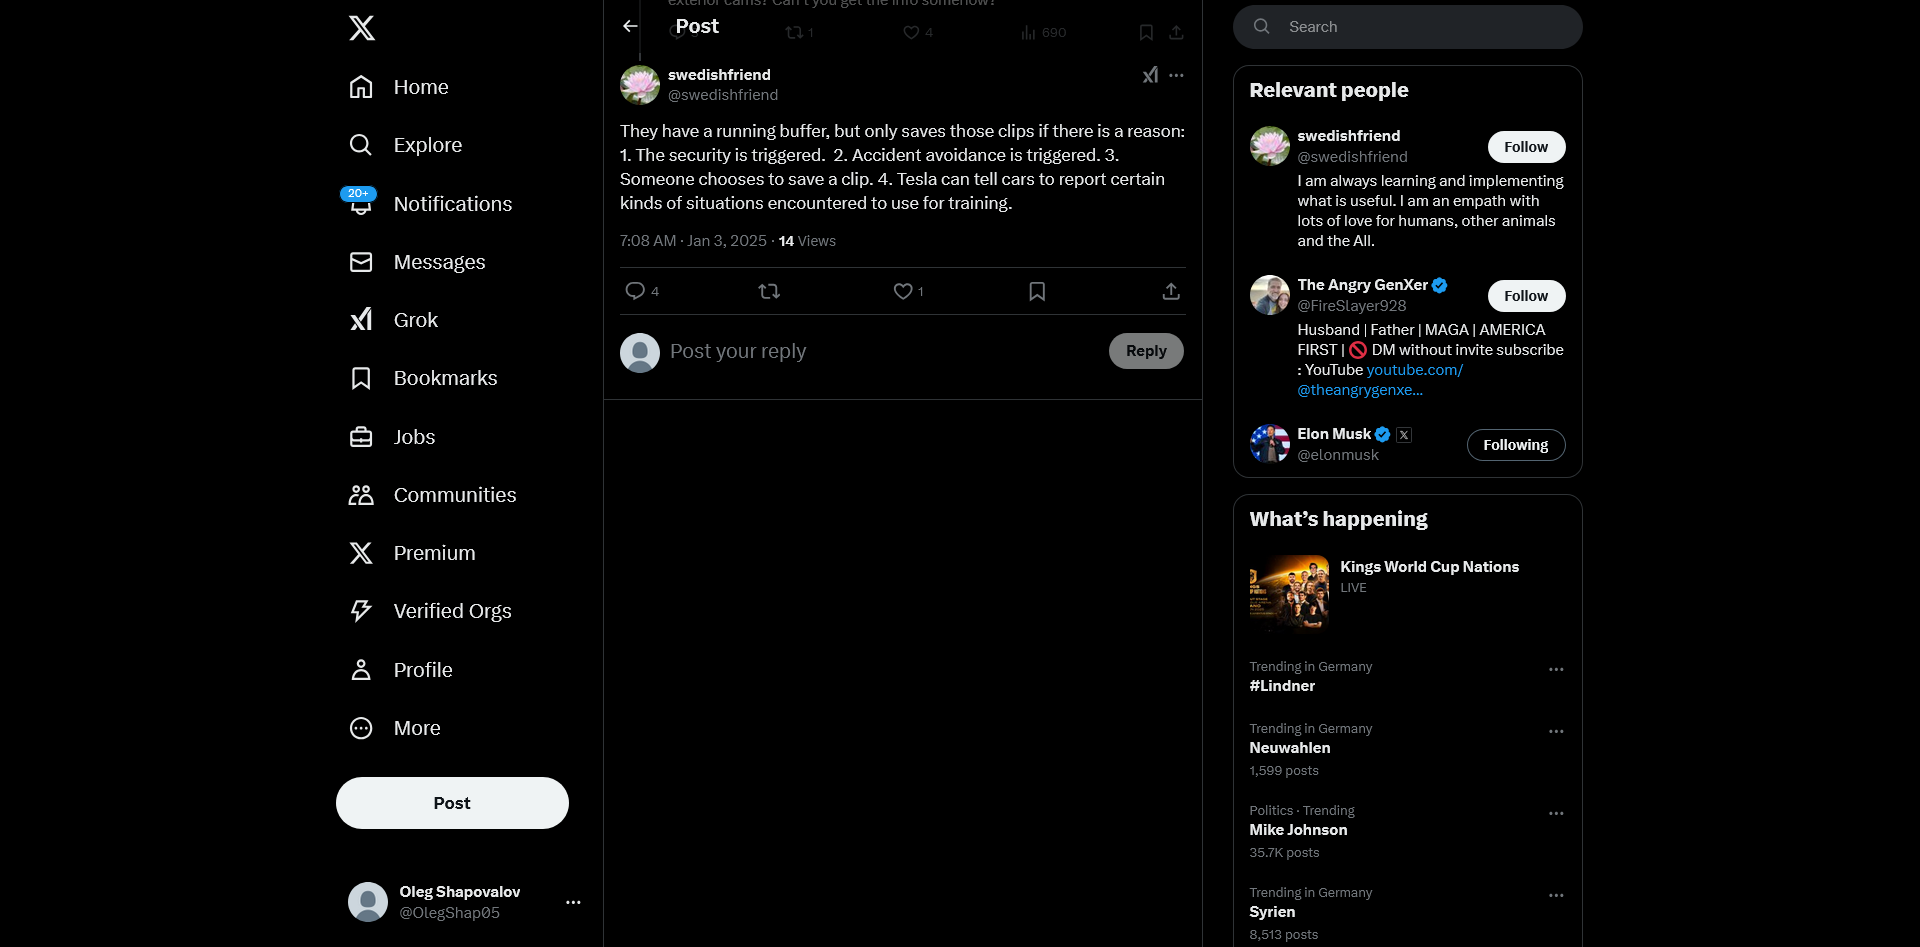 Home
Explore
20+
Notifications
Messages
Grok
Bookmarks
Jobs
Communities
Premium
Verified Orgs
Profile
More
Post
Oleg Shapovalov
@OlegShap05
exterior cams? Can't you get the info somehow?
Post
1
4
690
swedishfriend
@swedishfriend
They have a running buffer, but only saves those clips if there is a reason:
1. The security is triggered.  2. Accident avoidance is triggered. 3.
Someone chooses to save a clip. 4. Tesla can tell cars to report certain
kinds of situations encountered to use for training.
7:08 AM · Jan 3, 2025 · 14 Views
4
1
Post your reply
Reply
Search
Relevant people
swedishfriend
@swedishfriend
Follow
I am always learning and implementing
what is useful. I am an empath with
lots of love for humans, other animals
and the All.
The Angry GenXer
@FireSlayer928
Follow
Husband | Father | MAGA | AMERICA
FIRST | 🚫 DM without invite subscribe
: YouTube youtube.com/
@theangrygenxe…
Elon Musk
@elonmusk
Following
What's happening
Kings World Cup Nations
LIVE
Trending in Germany
#Lindner
Trending in Germany
Neuwahlen
1,599 posts
Politics · Trending
Mike Johnson
35.7K posts
Trending in Germany
Syrien
8,513 posts